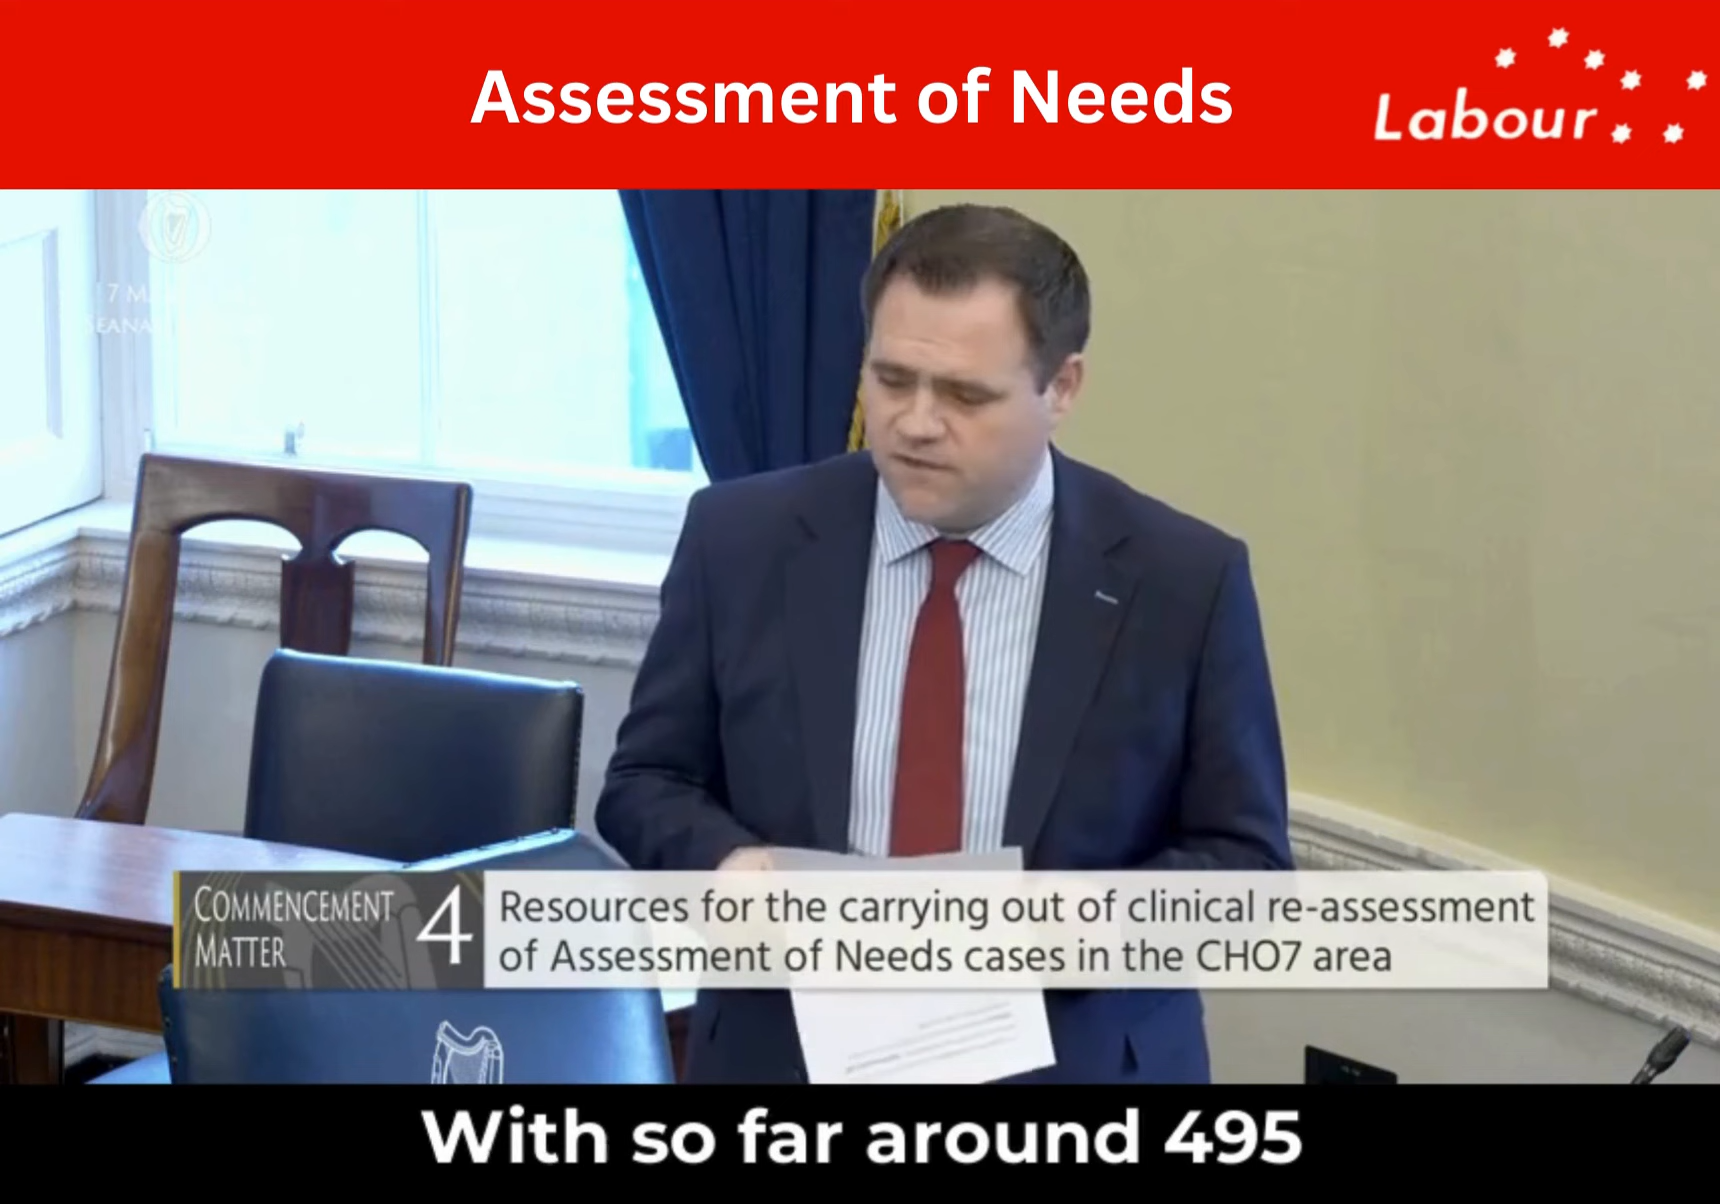 Assessment of Needs
Labour
COMMENCEMENT
MATTER
4
Resources for the carrying out of clinical re-assessment
of Assessment of Needs cases in the CHO7 area
With so far around 495